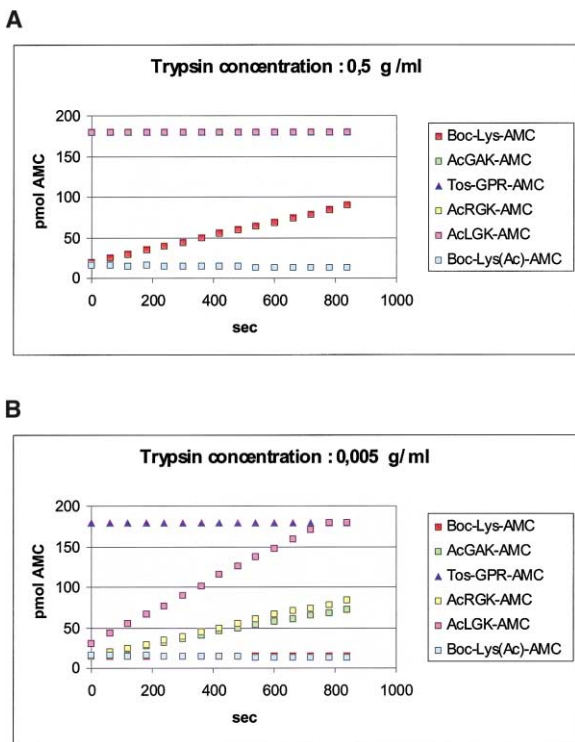 A
Trypsin concentration : 0,5 g /ml
200
150
100
50
0
pmol AMC
0 200 400 600 800 1000
sec
Boc-Lys-AMC
AcGAK-AMC
Tos-GPR-AMC
AcRGK-AMC
AcLGK-AMC
Boc-Lys(Ac)-AMC
B
Trypsin concentration : 0,005 g/ ml
200
150
100
50
0
pmol AMC
0 200 400 600 800 1000
sec
Boc-Lys-AMC
AcGAK-AMC
Tos-GPR-AMC
AcRGK-AMC
AcLGK-AMC
Boc-Lys(Ac)-AMC